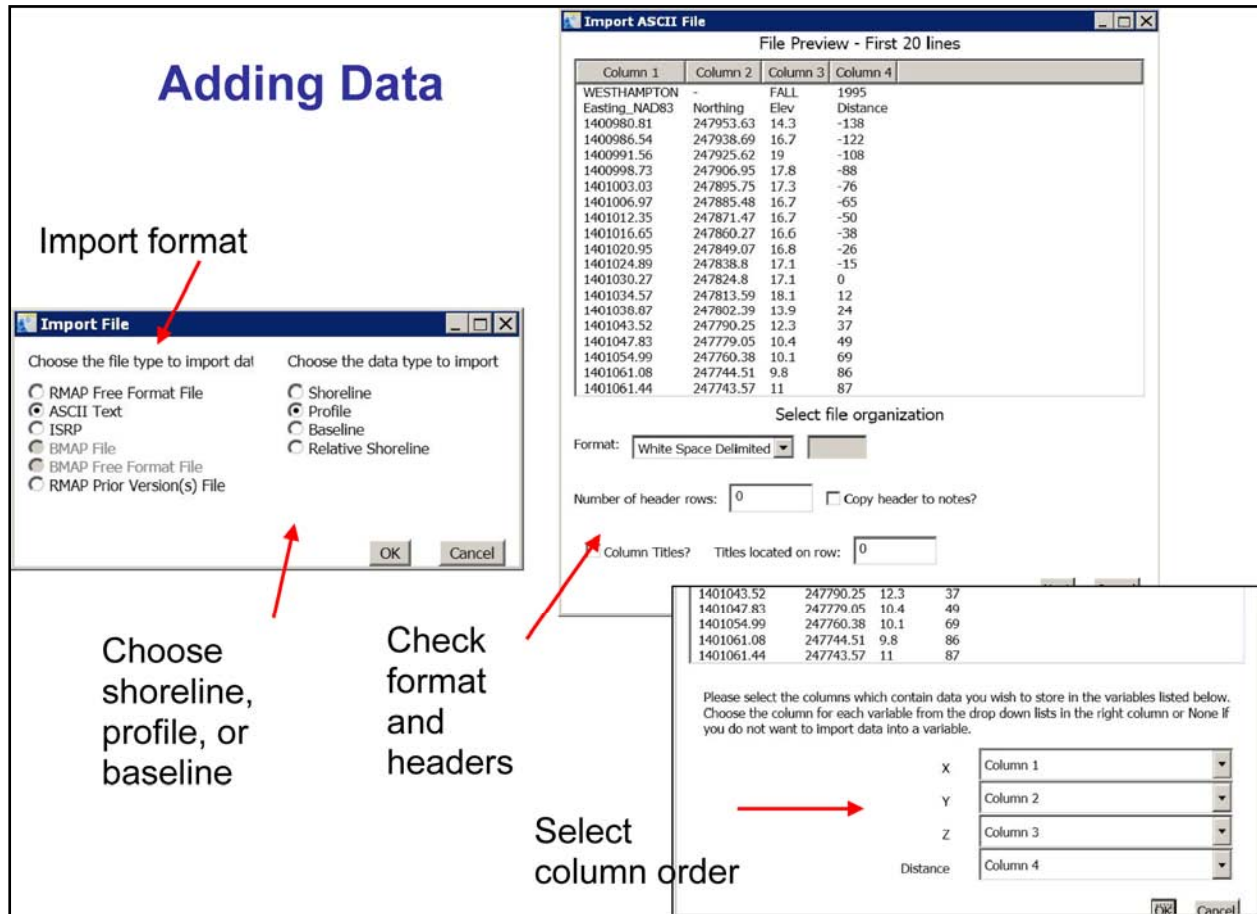 Adding Data
Import format
Import File
Choose the file type to import dat
RMAP Free Format File
ASCII Text
ISRP
BMAP File
BMAP Free Format File
RMAP Prior Version(s) File
Choose the data type to import
Shoreline
Profile
Baseline
Relative Shoreline
OK Cancel
Choose
shoreline,
profile, or
baseline
Import ASCII File
File Preview - First 20 lines
Column 1 Column 2 Column 3 Column 4
WESTHAMPTON - FALL 1995
Easting_NAD83 Northing Elev Distance
1400980.81 247953.63 14.3 -138
1400986.54 247938.69 16.7 -122
1400991.56 247925.62 19 -108
1400998.73 247906.95 17.8 -88
1401003.03 247895.75 17.3 -76
1401006.97 247885.48 16.7 -65
1401012.35 247871.47 16.7 -50
1401016.65 247860.27 16.6 -38
1401020.95 247849.07 16.8 -26
1401024.89 247838.8 17.1 -15
1401030.27 247824.8 17.1 0
1401034.57 247813.59 18.1 12
1401038.87 247802.39 13.9 24
1401043.52 247790.25 12.3 37
1401047.83 247779.05 10.4 49
1401054.99 247760.38 10.1 69
1401061.08 247744.51 9.8 86
1401061.44 247743.57 11 87
Select file organization
Format: White Space Delimited
Number of header rows: 0 Copy header to notes?
Column Titles? Titles located on row: 0
Check
format
and
headers
1401043.52 247790.25 12.3 37
1401047.83 247779.05 10.4 49
1401054.99 247760.38 10.1 69
1401061.08 247744.51 9.8 86
1401061.44 247743.57 11 87
Please select the columns which contain data you wish to store in the variables listed below.
Choose the column for each variable from the drop down lists in the right column or None if
you do not want to import data into a variable.
X Column 1
Y Column 2
Z Column 3
Distance Column 4
OK Cancel
Select
column order